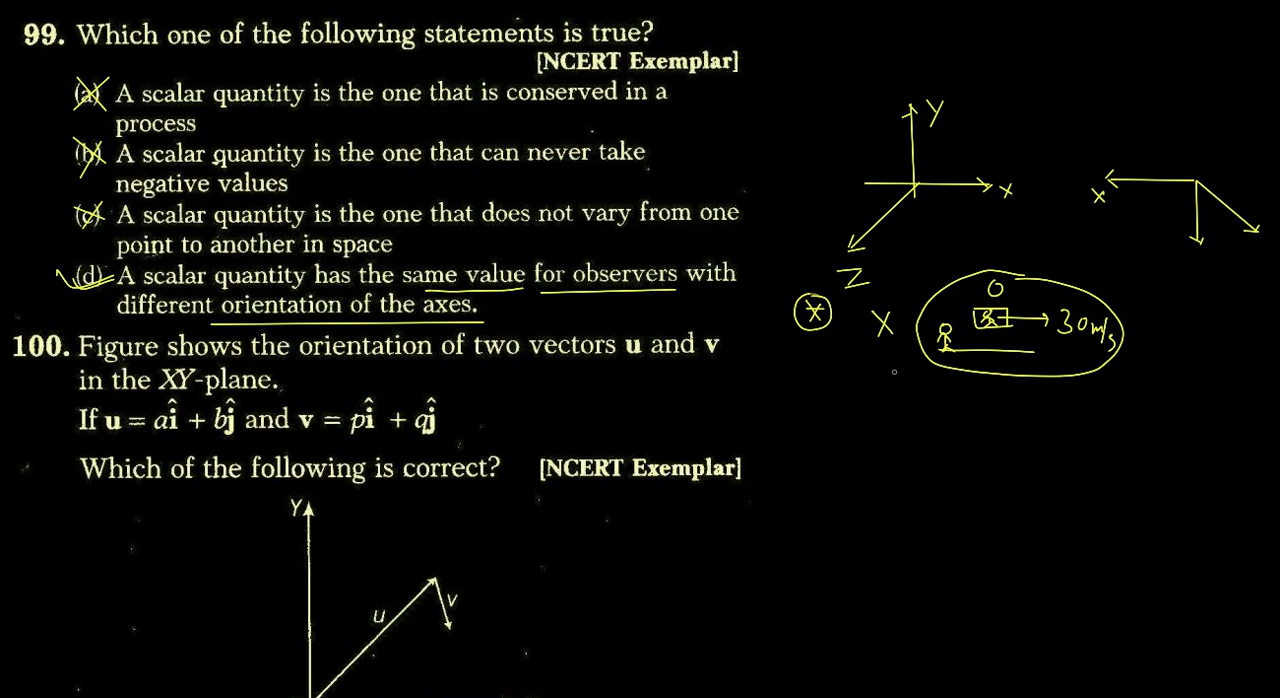 99. Which one of the following statements is true?
[NCERT Exemplar]
(a) A scalar quantity is the one that is conserved in a
process
(b) A scalar quantity is the one that can never take
negative values
(c) A scalar quantity is the one that does not vary from one
point to another in space
(d) A scalar quantity has the same value for observers with
different orientation of the axes.
100. Figure shows the orientation of two vectors u and v
in the XY-plane.
If u = aî + bĵ and v = pî + qĵ
Which of the following is correct? [NCERT Exemplar]
Y
u
v
y
x
Z
x
X
0
30 m/s